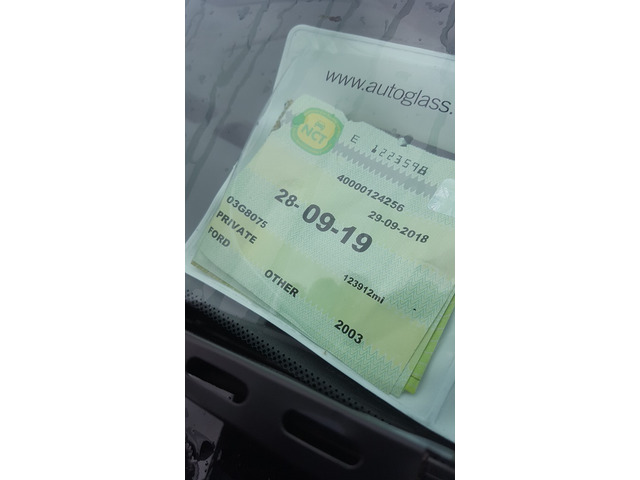 www.autoglass.
NCT
E 122359B
40000124256
29-09-2018
28-09-19
03G8075
PRIVATE
FORD
123912mi
OTHER
2003